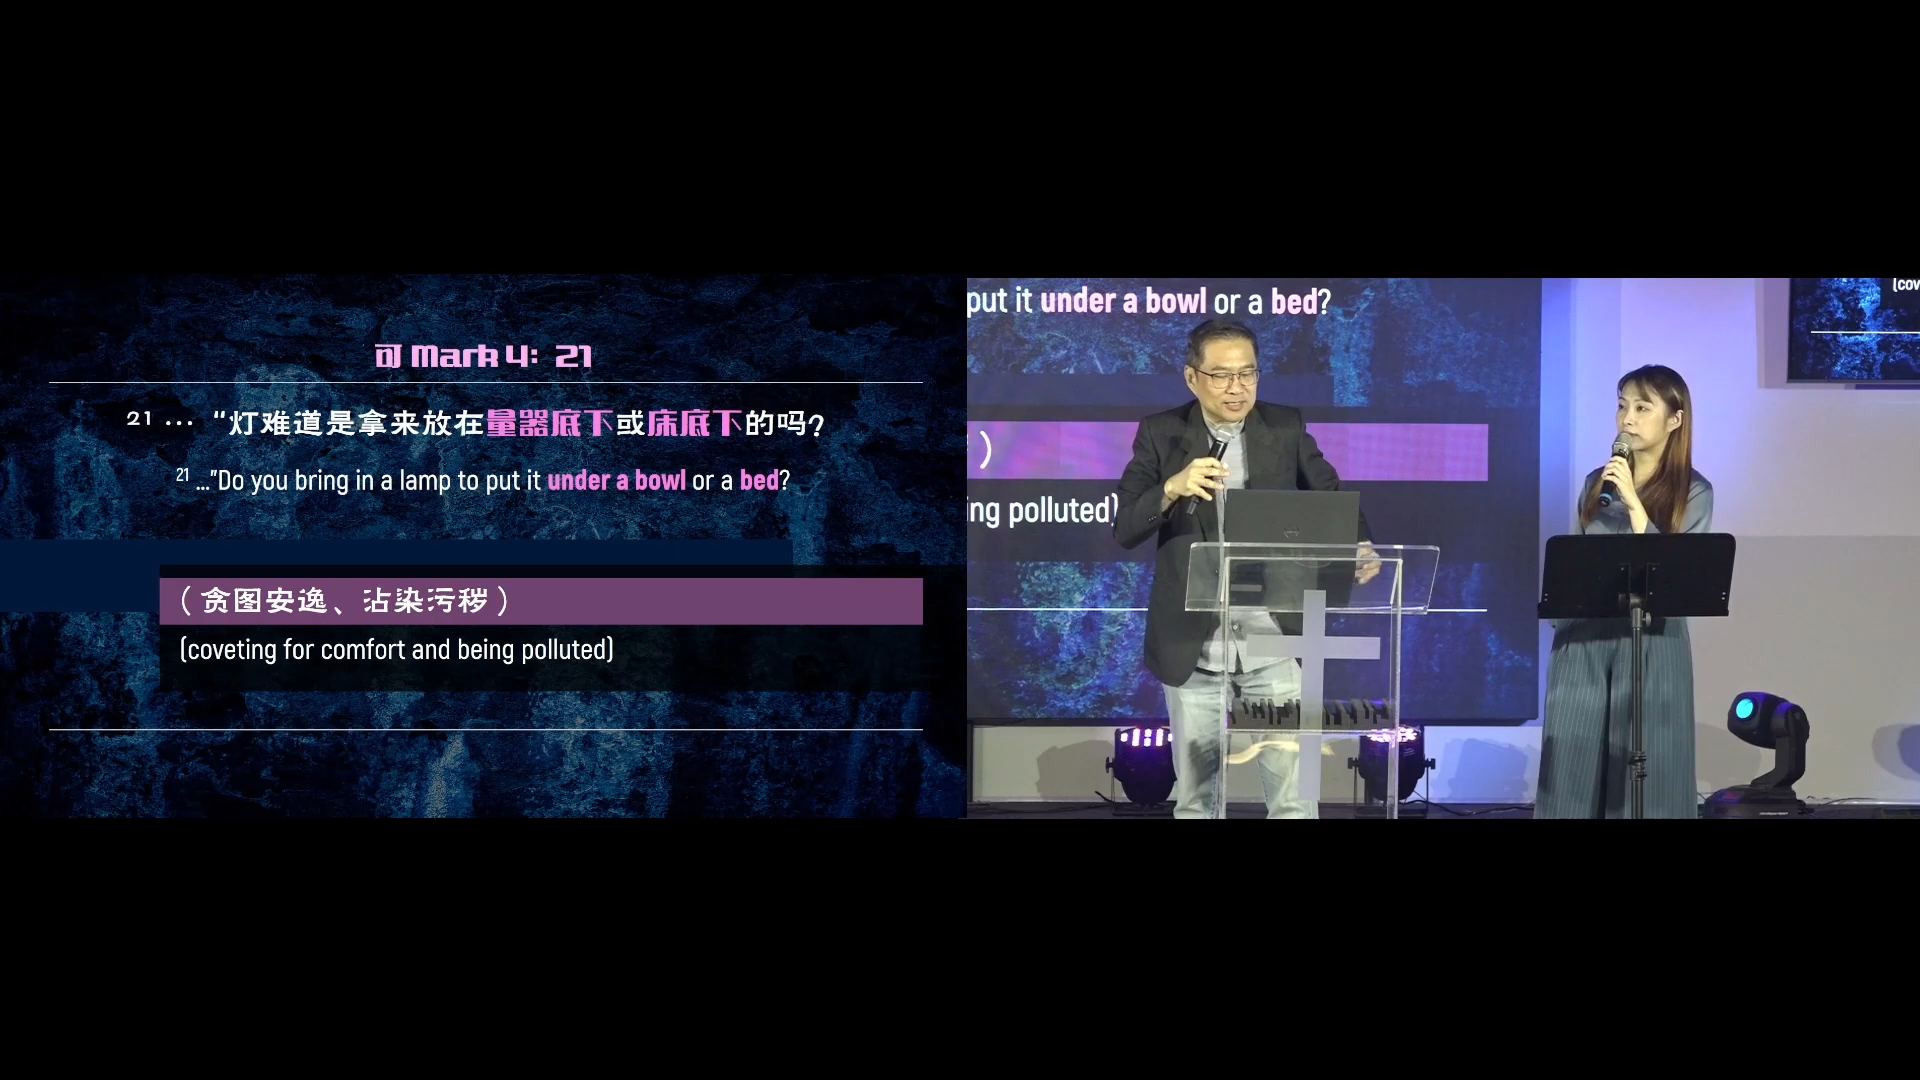 可 Mark 4: 21
21 ... “灯难道是拿来放在量器底下或床底下的吗?
21 ..."Do you bring in a lamp to put it under a bowl or a bed?
（贪图安逸、沾染污秽）
(coveting for comfort and being polluted)
put it under a bowl or a bed?
）
ing polluted)
(cov